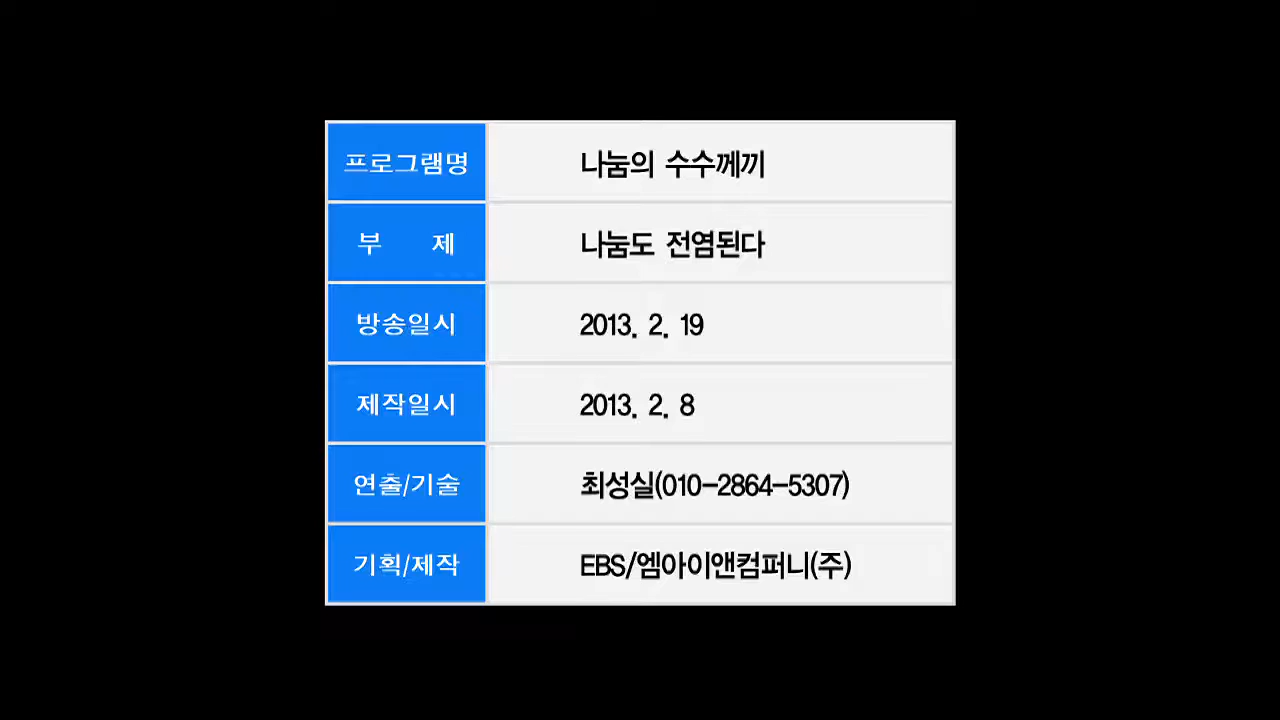 프로그램명 나눔의 수수께끼
부 제 나눔도 전염된다
방송일시 2013. 2. 19
제작일시 2013. 2. 8
연출/기술 최성실(010-2864-5307)
기획/제작 EBS/엠아이앤컴퍼니(주)